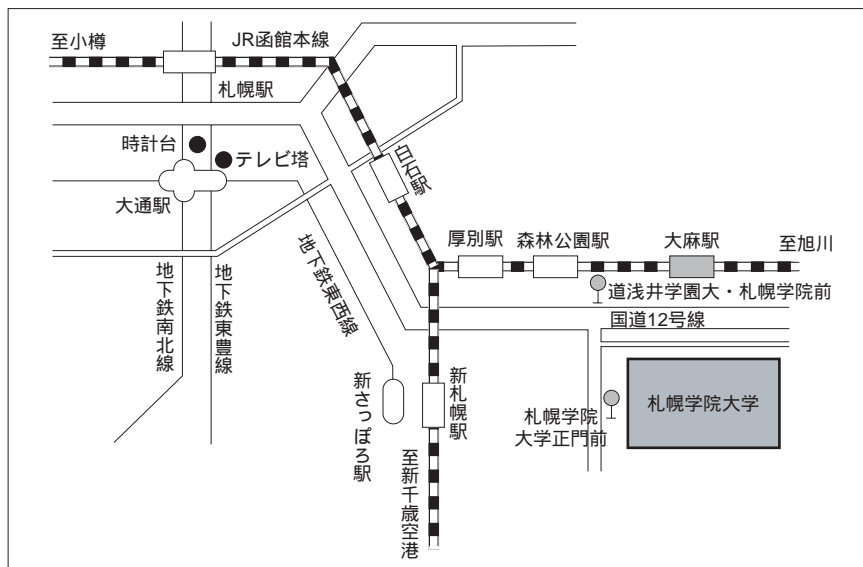 至小樽
JR函館本線
札幌駅
時計台
テレビ塔
大通駅
白石駅
厚別駅
森林公園駅
大麻駅
至旭川
道浅井学園大・札幌学院前
国道12号線
地下鉄南北線
地下鉄東豊線
地下鉄東西線
新さっぽろ駅
新札幌駅
至新千歳空港
札幌学院
大学正門前
札幌学院大学